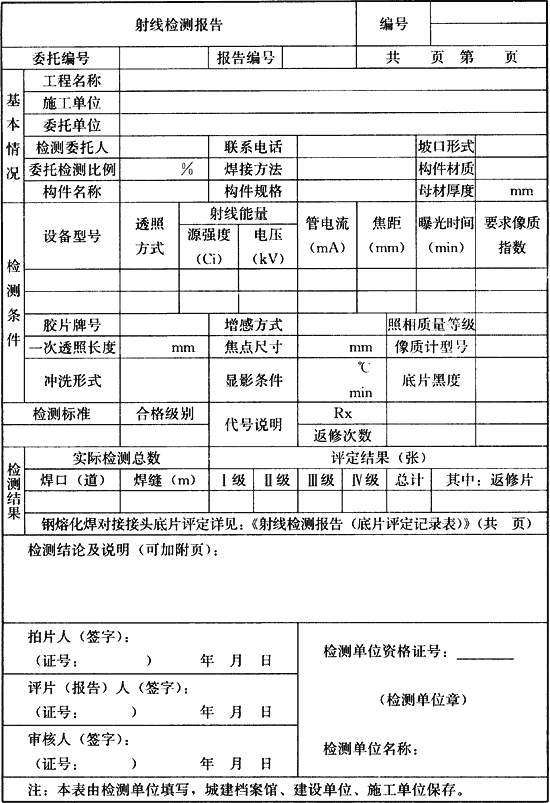 射线检测报告 编号
委托编号 报告编号 共 页 第 页
基本情况
工程名称
施工单位
委托单位
检测委托人 联系电话 坡口形式
委托检测比例 % 焊接方法 构件材质
构件名称 构件规格 母材厚度 mm
检测条件
设备型号 透照方式 射线能量 管电流(mA) 焦距(mm) 曝光时间(min) 要求像质指数
源强度(Ci) 电压(kV)
胶片牌号 增感方式 照相质量等级
一次透照长度 mm 焦点尺寸 mm 像质计型号
冲洗形式 显影条件 ℃ min 底片黑度
检测标准 合格级别 代号说明 Rx
返修次数
检测结果
实际检测总数 评定结果(张)
焊口(道) 焊缝(m) Ⅰ级 Ⅱ级 Ⅲ级 Ⅳ级 总计 其中:返修片
钢熔化焊对接接头底片评定详见:《射线检测报告(底片评定记录表)》(共 页)
检测结论及说明(可加附页):
拍片人(签字):
(证号: ) 年 月 日
评片(报告)人(签字):
(证号: ) 年 月 日
审核人(签字):
(证号: ) 年 月 日
检测单位资格证号:
(检测单位章)
检测单位名称:
注:本表由检测单位填写,城建档案馆、建设单位、施工单位保存。